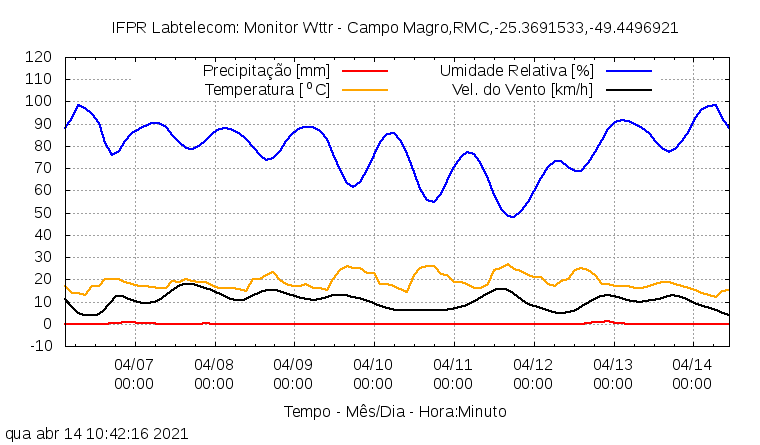 IFPR Labtelecom: Monitor Wttr - Campo Magro,RMC,-25.3691533,-49.4496921
120
110
100
90
80
70
60
50
40
30
20
10
0
-10
Precipitação [mm]
Temperatura [⁰C]
Umidade Relativa [%]
Vel. do Vento [km/h]
04/07 04/08 04/09 04/10 04/11 04/12 04/13 04/14
00:00 00:00 00:00 00:00 00:00 00:00 00:00 00:00
Tempo - Mês/Dia - Hora:Minuto
qua abr 14 10:42:16 2021